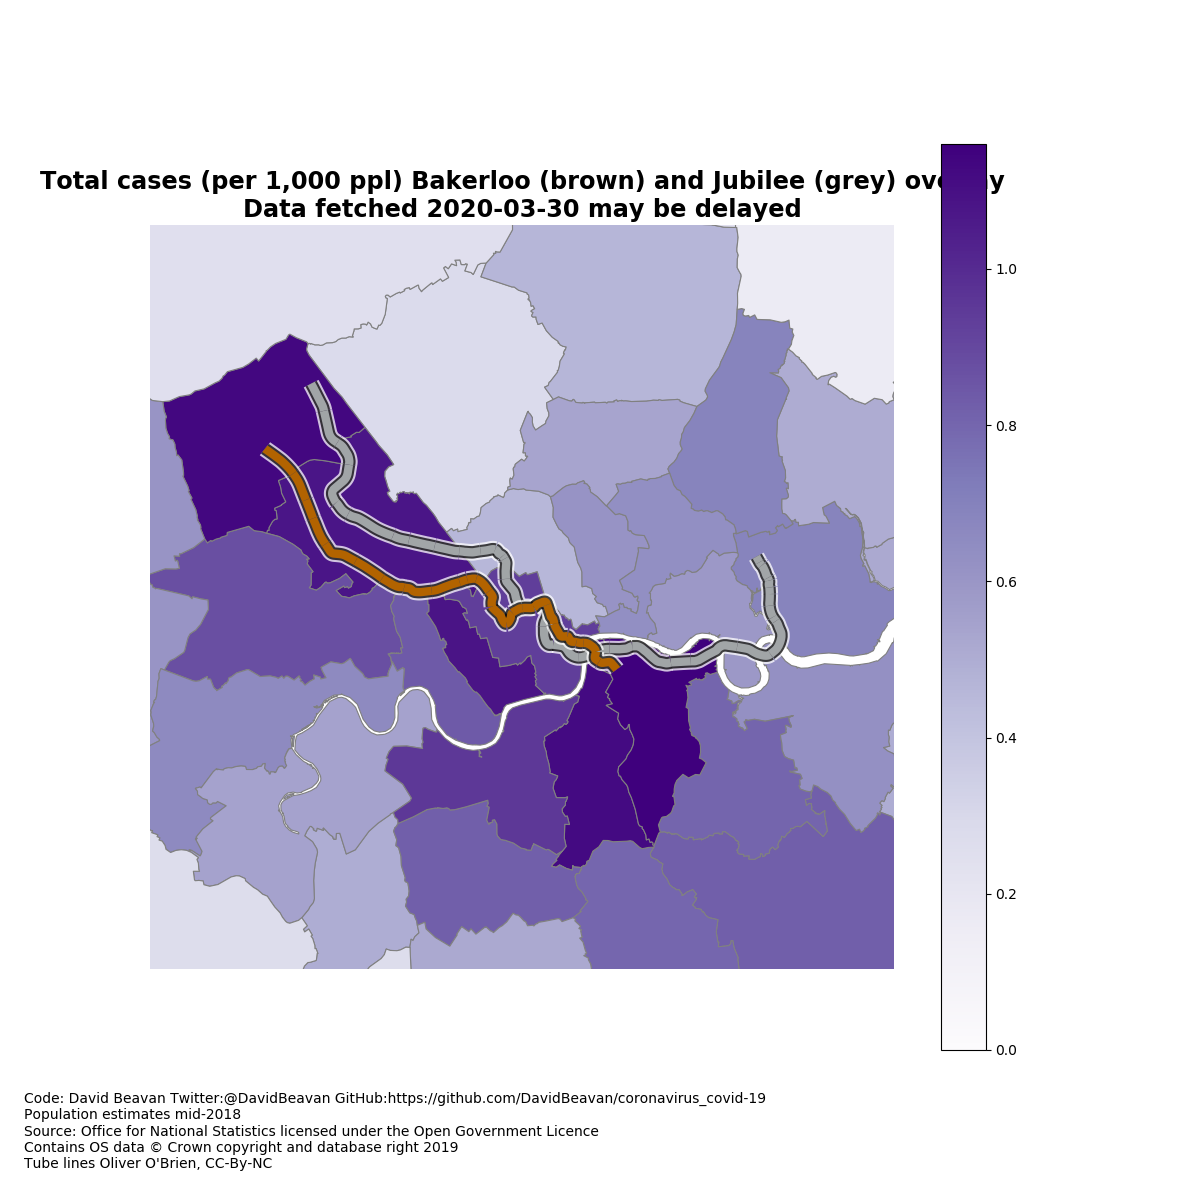 Total cases (per 1,000 ppl) Bakerloo (brown) and Jubilee (grey) overlay
Data fetched 2020-03-30 may be delayed
1.0
0.8
0.6
0.4
0.2
0.0
Code: David Beavan Twitter:@DavidBeavan GitHub:https://github.com/DavidBeavan/coronavirus_covid-19
Population estimates mid-2018
Source: Office for National Statistics licensed under the Open Government Licence
Contains OS data © Crown copyright and database right 2019
Tube lines Oliver O'Brien, CC-By-NC